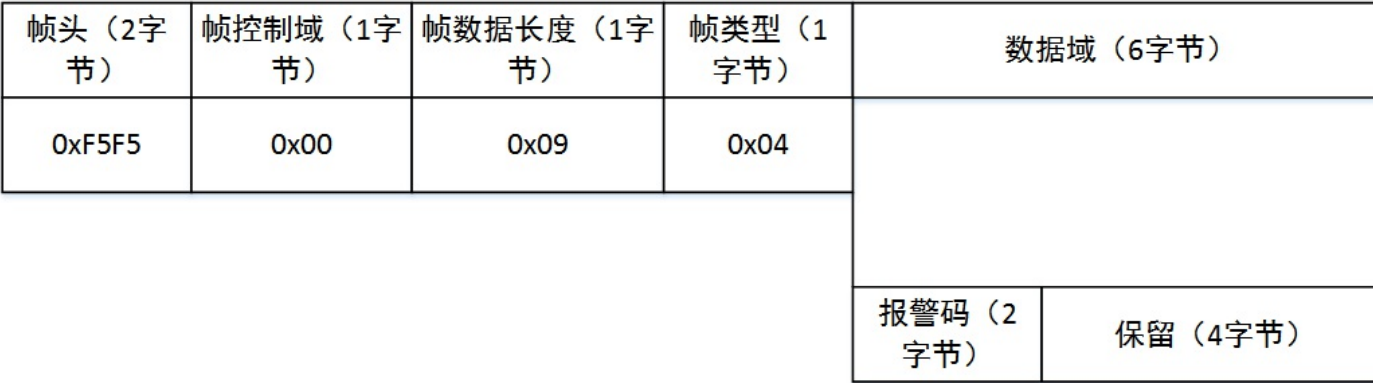 帧头（2字
节）
帧控制域（1字
节）
帧数据长度（1字
节）
帧类型（1
字节）
数据域（6字节）
0xF5F5
0x00
0x09
0x04
报警码（2
字节）
保留（4字节）